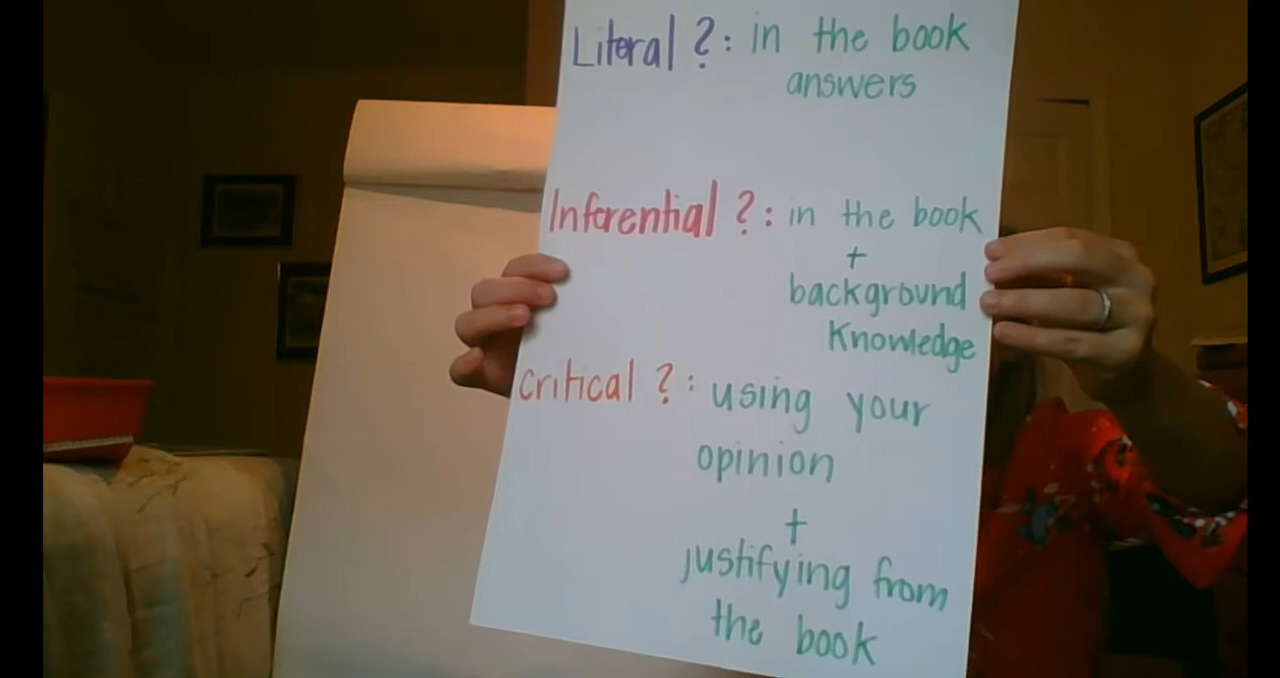 Literal ?: in the book
answers
Inferential ?: in the book
+
background
Knowledge
critical ?: using your
opinion
+
justifying from
the book